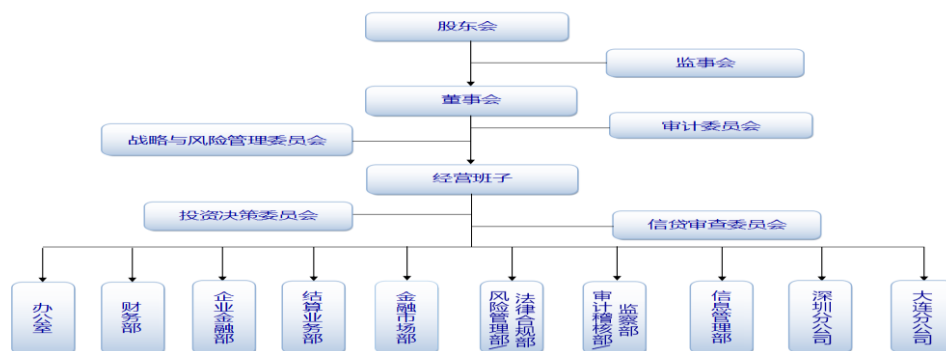 股东会
监事会
董事会
战略与风险管理委员会
审计委员会
经营班子
投资决策委员会
信贷审查委员会
办公室
财务部
企业金融部
结算业务部
金融市场部
风险管理部/
法律合规部
审计稽核部/
监察部
信息管理部
深圳分公司
大连分公司